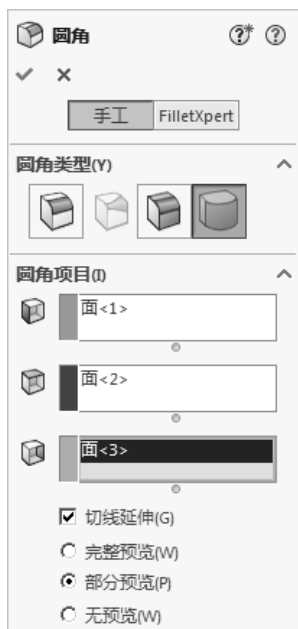 圆角
手工 FilletXpert
圆角类型(Y)
圆角项目(I)
面<1>
面<2>
面<3>
切线延伸(G)
完整预览(W)
部分预览(P)
无预览(W)